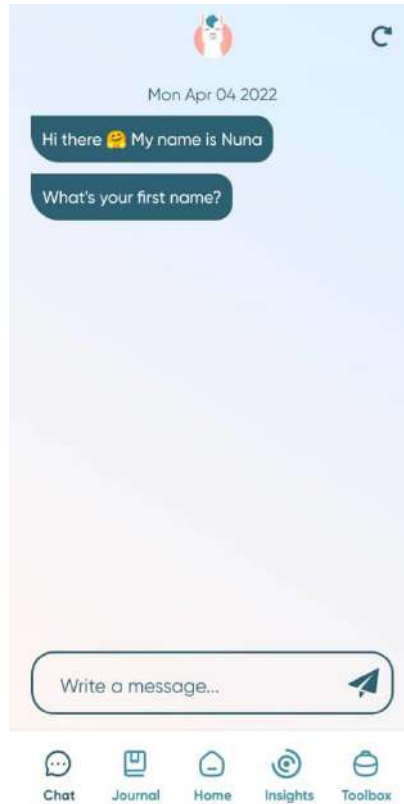 Mon Apr 04 2022
Hi there 🤗 My name is Nuna
What's your first name?
Write a message...
Chat Journal Home Insights Toolbox